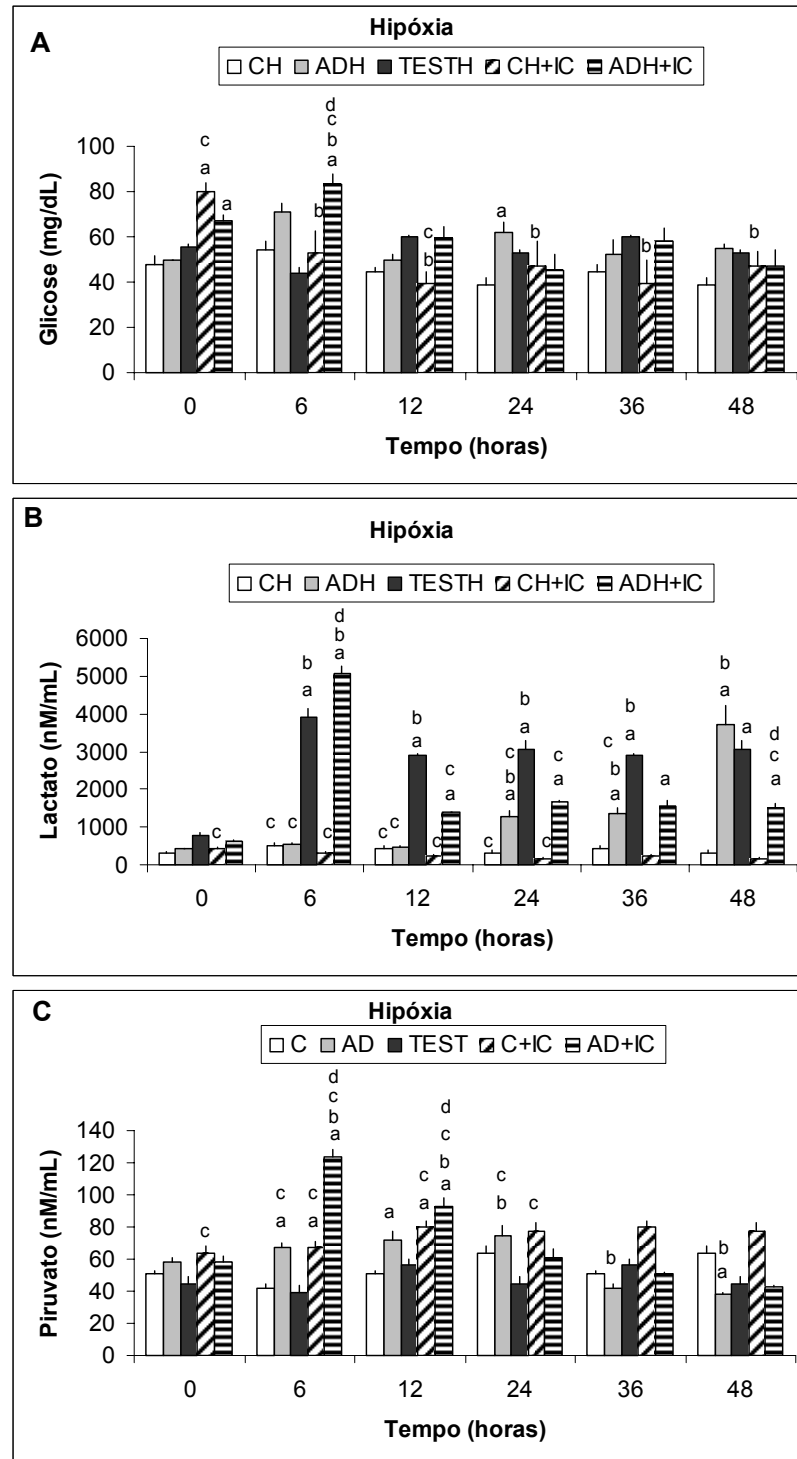 A
Hipóxia
CH ADH TESTH CH+IC ADH+IC
Glicose (mg/dL)
100
80
60
40
20
0
c
a
a
b
d
c
b
a
c
b
a
b
b
b
0 6 12 24 36 48
Tempo (horas)
B
Hipóxia
CH ADH TESTH CH+IC ADH+IC
Lactato (nM/mL)
6000
5000
4000
3000
2000
1000
0
c
c
c
b
a
c
d
b
a
c
c
b
a
c
c
a
c
c
b
a
b
a
c
c
a
c
b
a
b
a
a
b
a
a
d
c
a
0 6 12 24 36 48
Tempo (horas)
C
Hipóxia
C AD TEST C+IC AD+IC
Piruvato (nM/mL)
140
120
100
80
60
40
20
0
c
c
a
c
a
d
c
b
a
a
c
a
d
c
b
a
c
b
c
b
b
a
0 6 12 24 36 48
Tempo (horas)